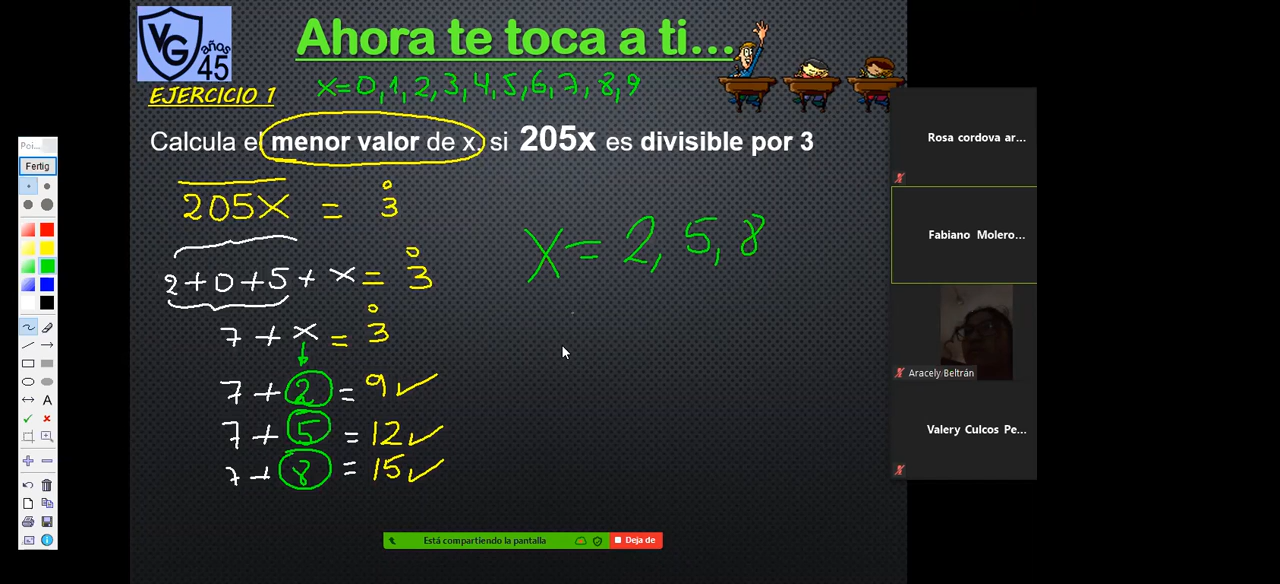 VG
años
45
Ahora te toca a ti...
x=0,1,2,3,4,5,6,7,8,9
EJERCICIO 1
Calcula el menor valor de x, si 205x es divisible por 3
205X = 3̊
2+0+5+x = 3̊
7+x = 3̊
7+2 = 9 ✓
7+5 = 12 ✓
7+8 = 15 ✓
X = 2, 5, 8
Poi...
Fertig
A
Rosa cordova ar...
Fabiano Molero...
Aracely Beltrán
Valery Culcos Pe...
Está compartiendo la pantalla
Deja de